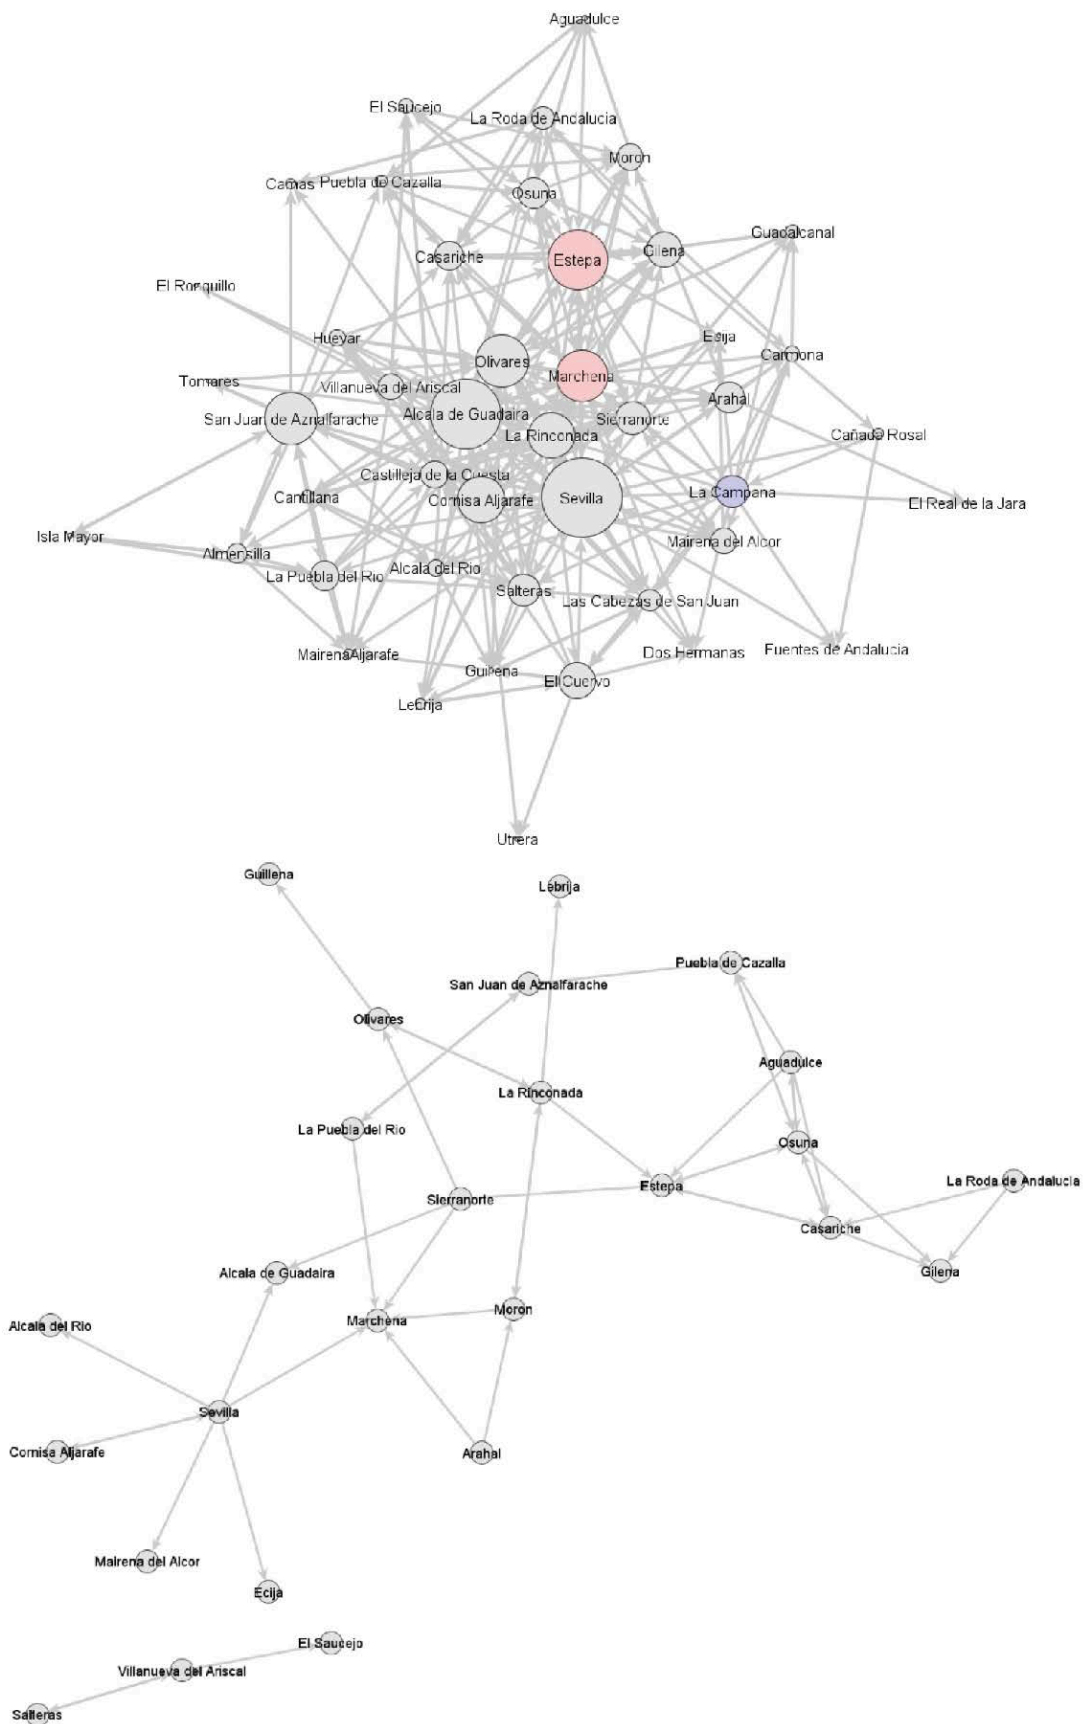 Aguadulce
El Saucejo
La Roda de Andalucia
Moron
Camas
Puebla de Cazalla
Osuna
Guadalcanal
Casariche
Estepa
Gilena
El Ronquillo
Huevar
Ecija
Carmona
Olivares
Tomares
Villanueva del Ariscal
Marchena
Arahal
San Juan de Aznalfarache
Alcala de Guadaira
Sierranorte
La Rinconada
Cañada Rosal
Castilleja de la Cuesta
Cantillana
Cornisa Aljarafe
Sevilla
La Campana
El Real de la Jara
Isla Mayor
Almensilla
Mairena del Alcor
La Puebla del Rio
Alcala del Rio
Salteras
Las Cabezas de San Juan
Mairena Aljarafe
Guillena
Dos Hermanas
Fuentes de Andalucia
El Cuervo
Lebrija
Utrera
Guillena
Lebrija
Puebla de Cazalla
San Juan de Aznalfarache
Olivares
Aguadulce
La Rinconada
La Puebla del Rio
Osuna
Estepa
La Roda de Andalucia
Sierranorte
Casariche
Alcala de Guadaira
Gilena
Moron
Alcala del Rio
Marchena
Sevilla
Cornisa Aljarafe
Arahal
Mairena del Alcor
Ecija
El Saucejo
Villanueva del Ariscal
Salteras